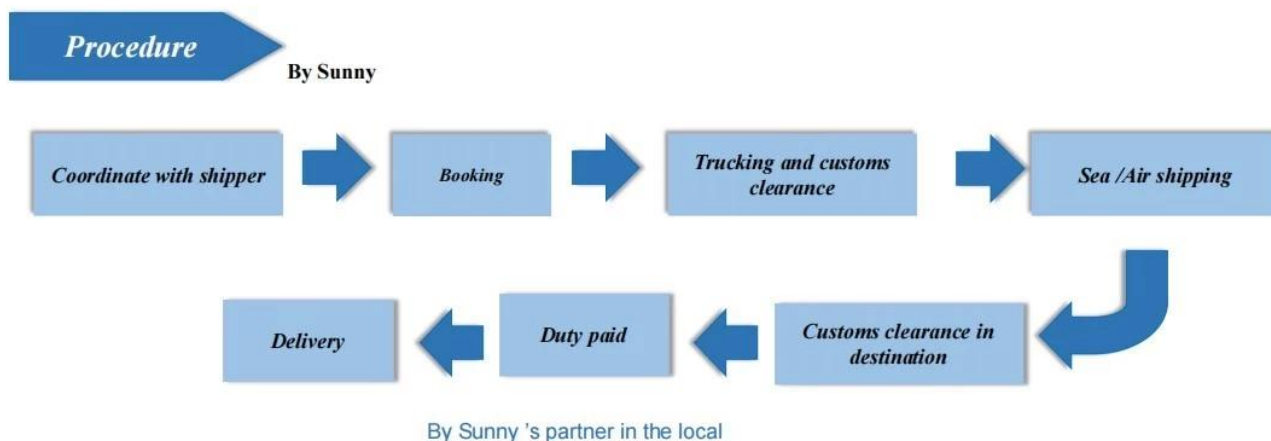 Procedure
By Sunny
Coordinate with shipper
Booking
Trucking and customs
clearance
Sea /Air shipping
Customs clearance in
destination
Duty paid
Delivery
By Sunny 's partner in the local